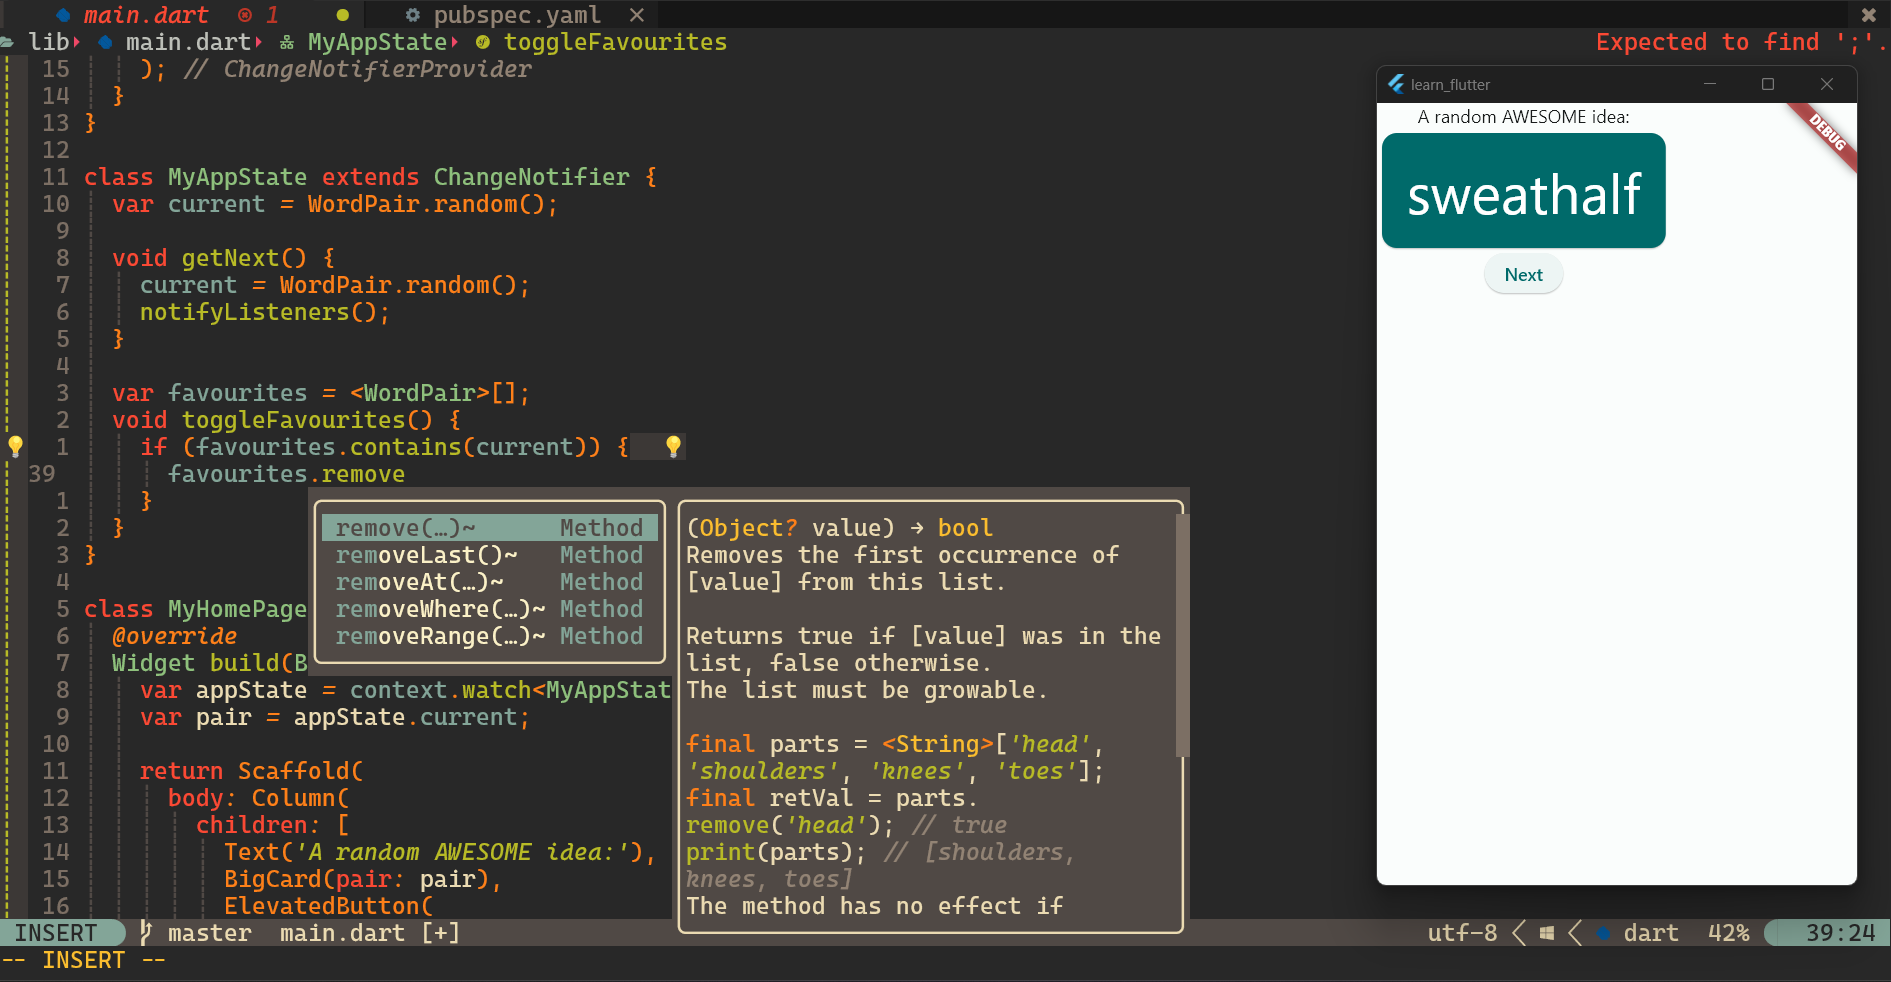 main.dart 1 pubspec.yaml
lib main.dart MyAppState toggleFavourites Expected to find ';'.
15 ); // ChangeNotifierProvider
14 }
13 }
12
11 class MyAppState extends ChangeNotifier {
10 var current = WordPair.random();
9
8 void getNext() {
7 current = WordPair.random();
6 notifyListeners();
5 }
4
3 var favourites = <WordPair>[];
2 void toggleFavourites() {
1 if (favourites.contains(current)) {
39 favourites.remove
1 }
2 }
3 }
4
5 class MyHomePage
6 @override
7 Widget build(B
8 var appState = context.watch<MyAppStat
9 var pair = appState.current;
10
11 return Scaffold(
12 body: Column(
13 children: [
14 Text('A random AWESOME idea:'),
15 BigCard(pair: pair),
16 ElevatedButton(
remove(…)~ Method
removeLast()~ Method
removeAt(…)~ Method
removeWhere(…)~ Method
removeRange(…)~ Method
(Object? value) → bool
Removes the first occurrence of
[value] from this list.
Returns true if [value] was in the
list, false otherwise.
The list must be growable.
final parts = <String>['head',
'shoulders', 'knees', 'toes'];
final retVal = parts.
remove('head'); // true
print(parts); // [shoulders,
knees, toes]
The method has no effect if
learn_flutter
A random AWESOME idea:
DEBUG
sweathalf
Next
INSERT master main.dart [+] utf-8 dart 42% 39:24
-- INSERT --